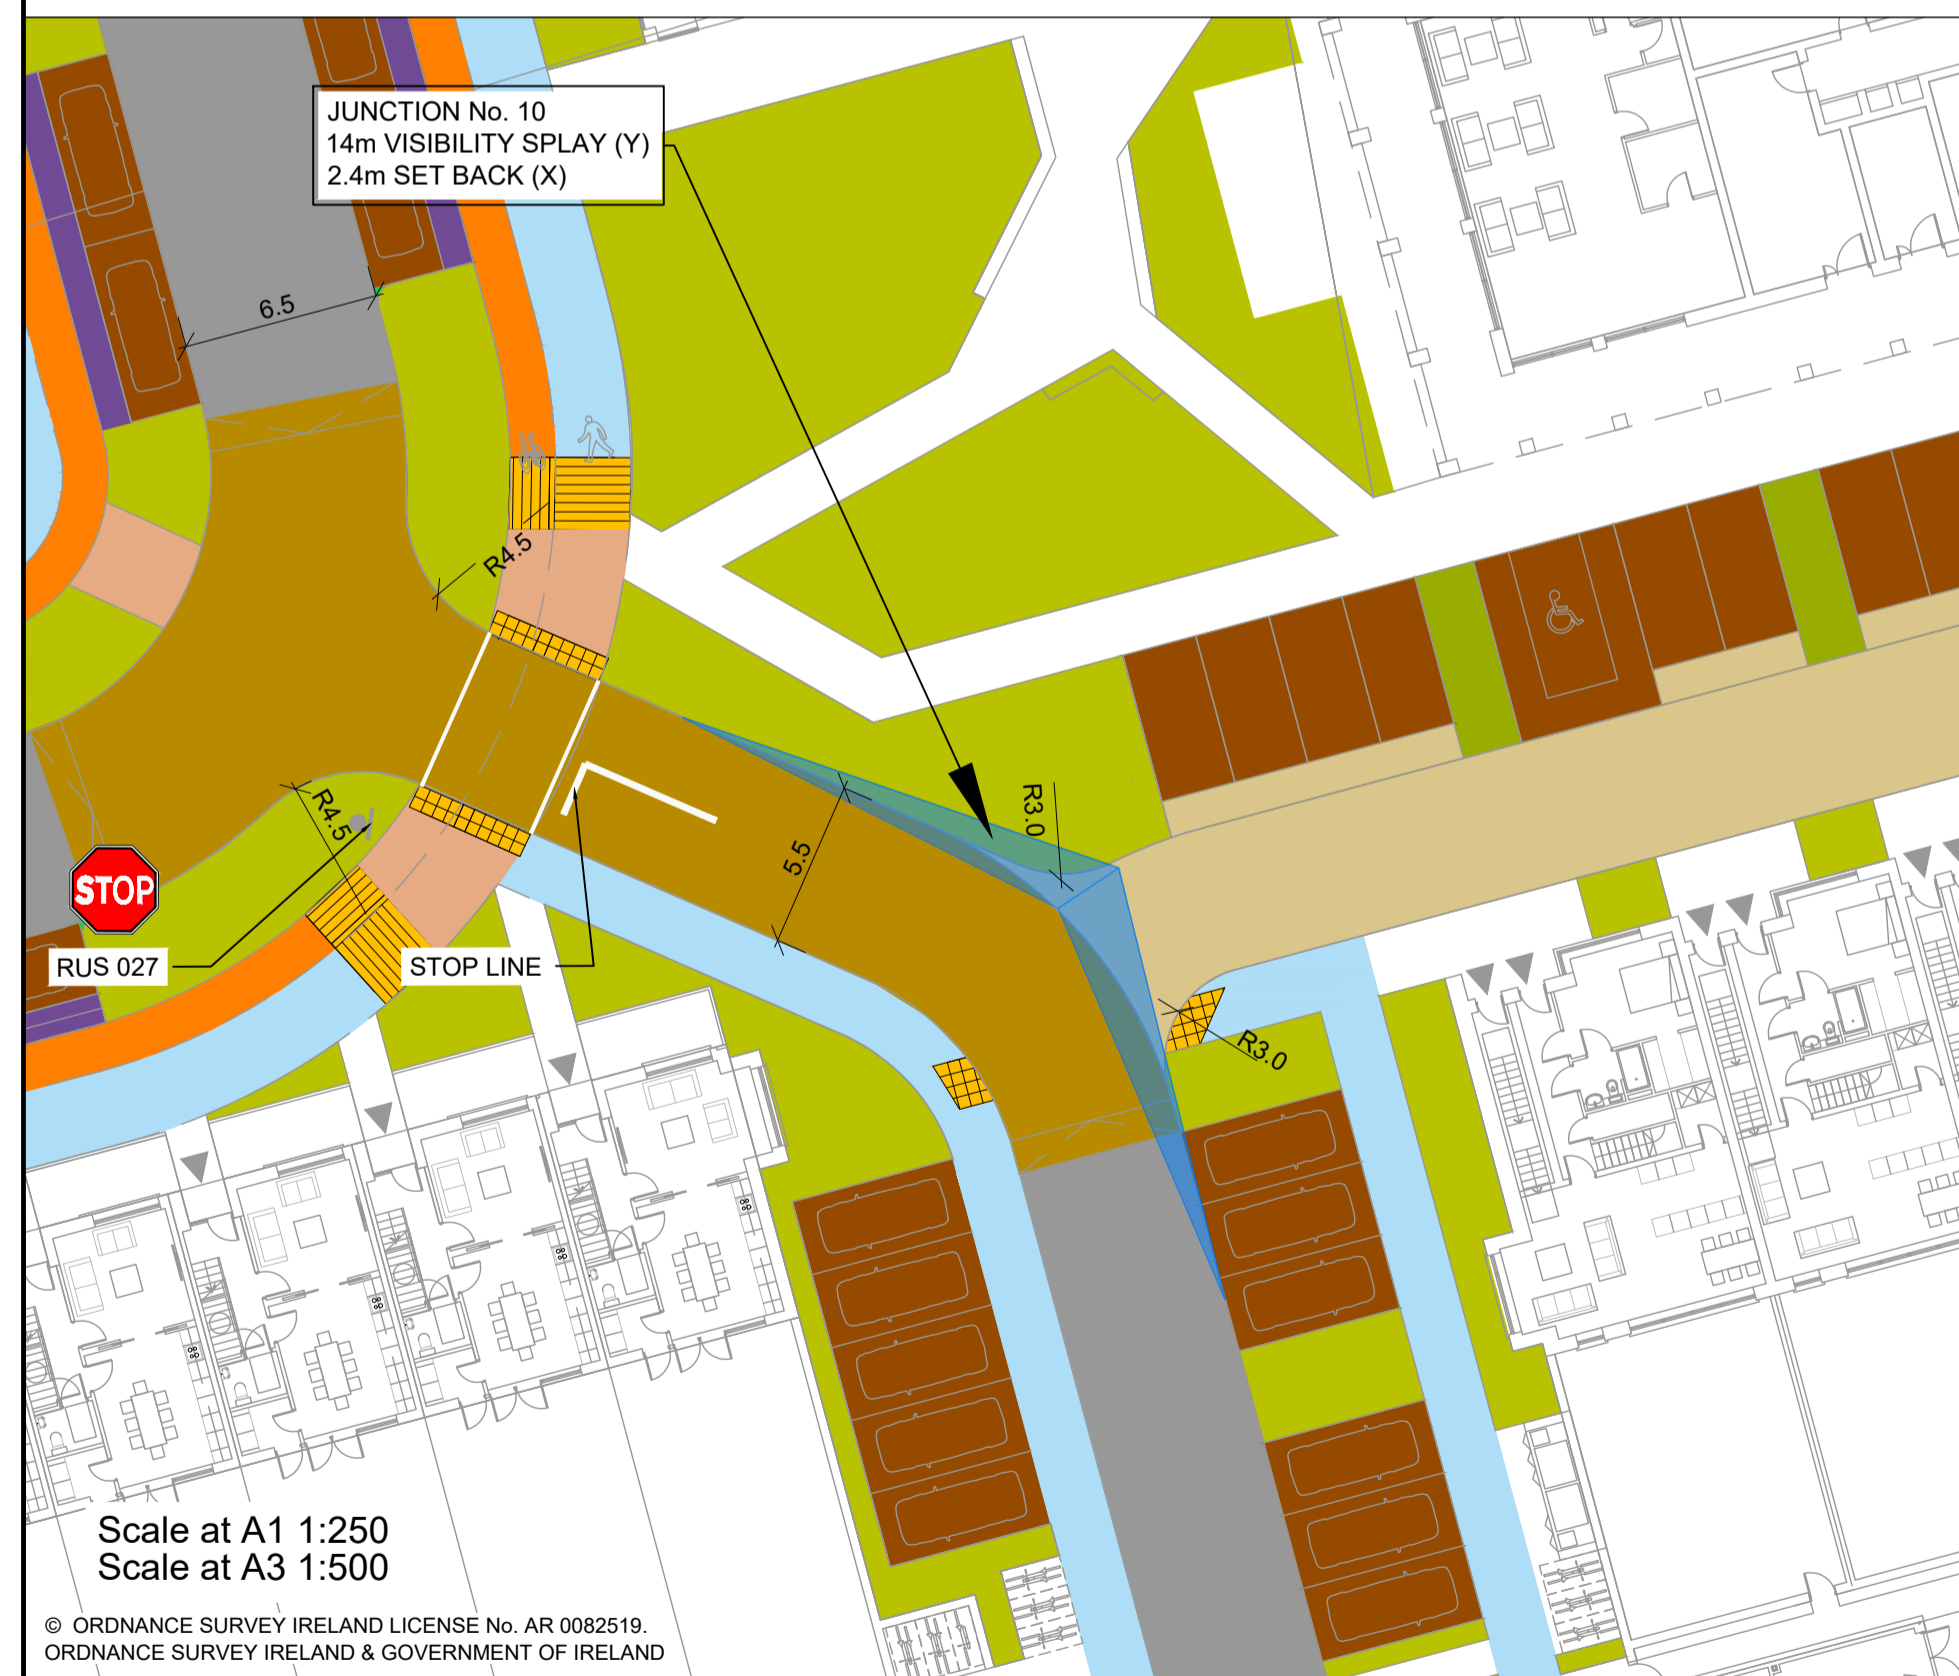 JUNCTION No. 10
14m VISIBILITY SPLAY (Y)
2.4m SET BACK (X)
6.5
R4.5
R4.5
5.5
R3.0
R3.0
STOP
RUS 027
STOP LINE
Scale at A1 1:250
Scale at A3 1:500
© ORDNANCE SURVEY IRELAND LICENSE No. AR 0082519.
ORDNANCE SURVEY IRELAND & GOVERNMENT OF IRELAND